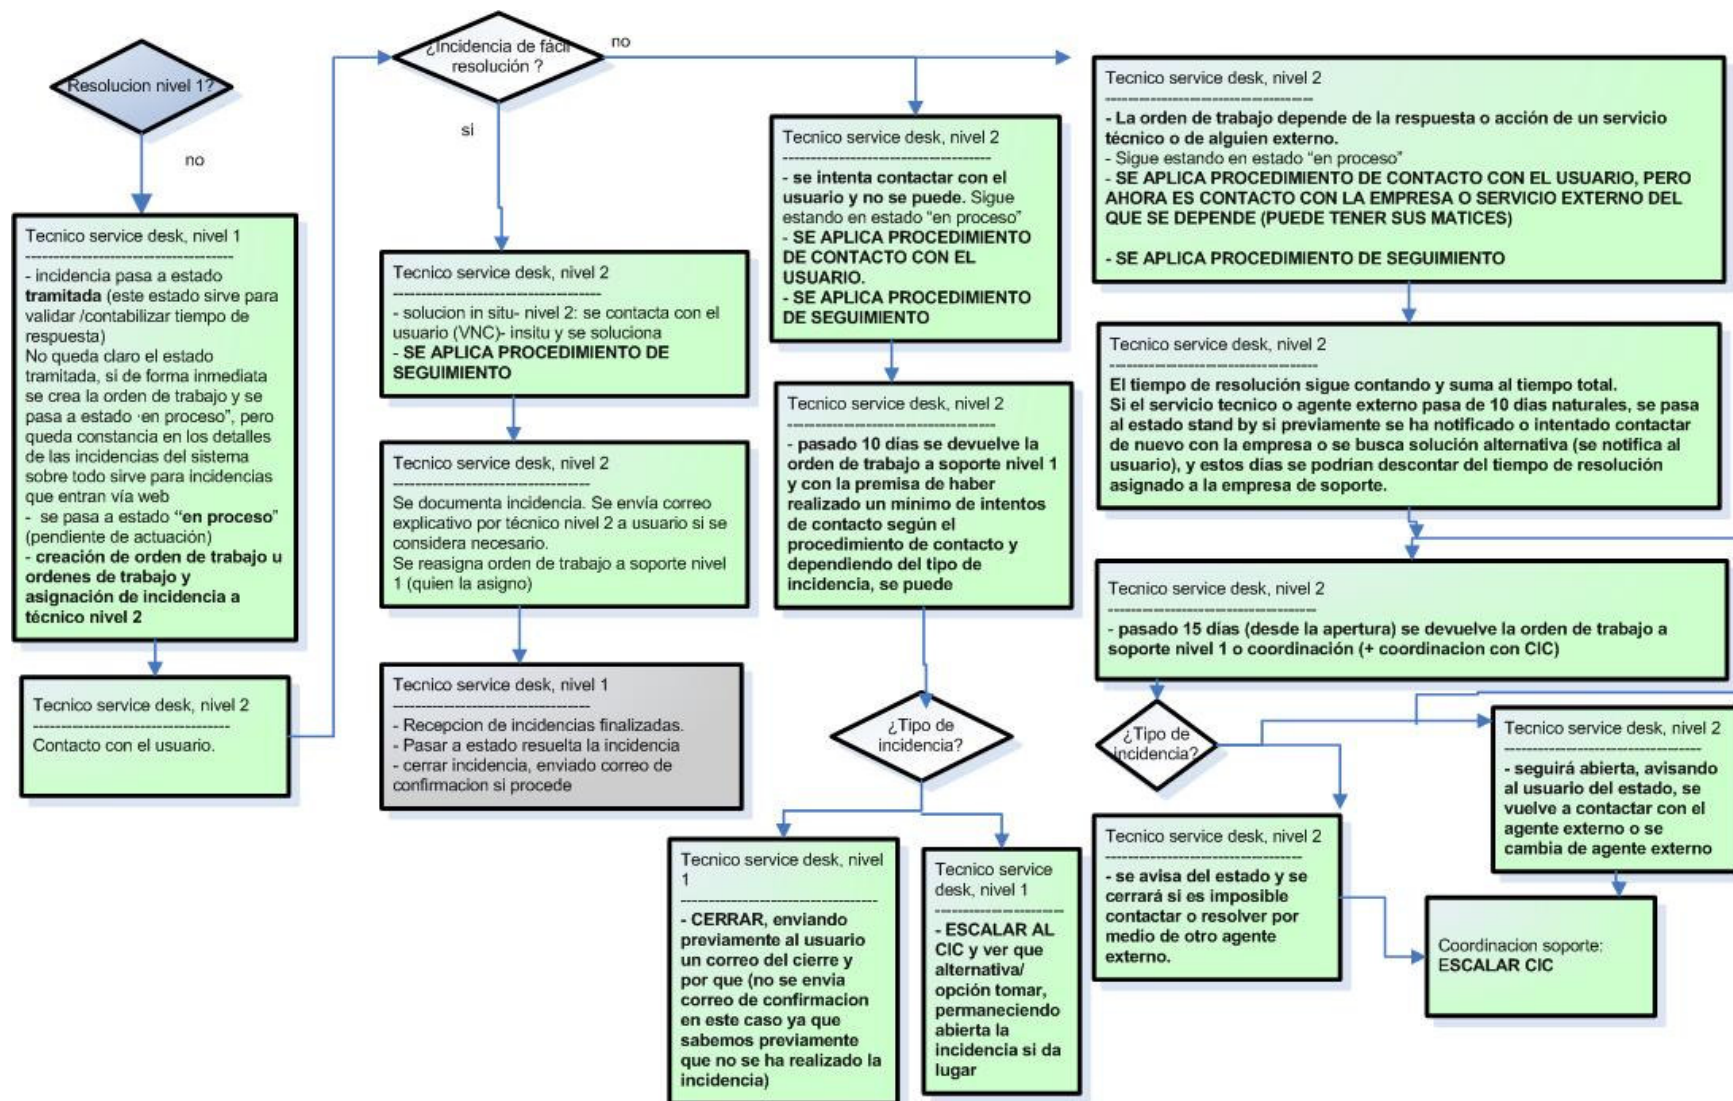 Resolucion nivel 1?
no
Tecnico service desk, nivel 1
--------------------------------------
- incidencia pasa a estado
tramitada (este estado sirve para
validar /contabilizar tiempo de
respuesta)
No queda claro el estado
tramitada, si de forma inmediata
se crea la orden de trabajo y se
pasa a estado ·en proceso”, pero
queda constancia en los detalles
de las incidencias del sistema
sobre todo sirve para incidencias
que entran vía web
- se pasa a estado “en proceso”
(pendiente de actuación)
- creación de orden de trabajo u
ordenes de trabajo y
asignación de incidencia a
técnico nivel 2
Tecnico service desk, nivel 2
------------------------------------
Contacto con el usuario.
¿Incidencia de fácil
resolución ?
no
si
Tecnico service desk, nivel 2
--------------------------------------
- solucion in situ- nivel 2: se contacta con el
usuario (VNC)- insitu y se soluciona
- SE APLICA PROCEDIMIENTO DE
SEGUIMIENTO
Tecnico service desk, nivel 2
------------------------------------
Se documenta incidencia. Se envía correo
explicativo por técnico nivel 2 a usuario si se
considera necesario.
Se reasigna orden de trabajo a soporte nivel
1 (quien la asigno)
Tecnico service desk, nivel 1
------------------------------------
- Recepcion de incidencias finalizadas.
- Pasar a estado resuelta la incidencia
- cerrar incidencia, enviado correo de
confirmacion si procede
Tecnico service desk, nivel 2
--------------------------------------
- se intenta contactar con el
usuario y no se puede. Sigue
estando en estado “en proceso”
- SE APLICA PROCEDIMIENTO
DE CONTACTO CON EL
USUARIO.
- SE APLICA PROCEDIMIENTO
DE SEGUIMIENTO
Tecnico service desk, nivel 2
--------------------------------------
- pasado 10 días se devuelve la
orden de trabajo a soporte nivel 1
y con la premisa de haber
realizado un mínimo de intentos
de contacto según el
procedimiento de contacto y
dependiendo del tipo de
incidencia, se puede
¿Tipo de
incidencia?
Tecnico service desk, nivel
1
------------------------------------
- CERRAR, enviando
previamente al usuario
un correo del cierre y
por que (no se envia
correo de confirmacion
en este caso ya que
sabemos previamente
que no se ha realizado la
incidencia)
Tecnico service
desk, nivel 1
------------------------
- ESCALAR AL
CIC y ver que
alternativa/
opción tomar,
permaneciendo
abierta la
incidencia si da
lugar
Tecnico service desk, nivel 2
--------------------------------------
- La orden de trabajo depende de la respuesta o acción de un servicio
técnico o de alguien externo.
- Sigue estando en estado “en proceso”
- SE APLICA PROCEDIMIENTO DE CONTACTO CON EL USUARIO, PERO
AHORA ES CONTACTO CON LA EMPRESA O SERVICIO EXTERNO DEL
QUE SE DEPENDE (PUEDE TENER SUS MATICES)
- SE APLICA PROCEDIMIENTO DE SEGUIMIENTO
Tecnico service desk, nivel 2
--------------------------------------
El tiempo de resolución sigue contando y suma al tiempo total.
Si el servicio tecnico o agente externo pasa de 10 dias naturales, se pasa
al estado stand by si previamente se ha notificado o intentado contactar
de nuevo con la empresa o se busca solución alternativa (se notifica al
usuario), y estos días se podrían descontar del tiempo de resolución
asignado a la empresa de soporte.
Tecnico service desk, nivel 2
--------------------------------------
- pasado 15 días (desde la apertura) se devuelve la orden de trabajo a
soporte nivel 1 o coordinación (+ coordinacion con CIC)
¿Tipo de
incidencia?
Tecnico service desk, nivel 2
------------------------------------
- seguirá abierta, avisando
al usuario del estado, se
vuelve a contactar con el
agente externo o se
cambia de agente externo
Tecnico service desk, nivel 2
------------------------------------
- se avisa del estado y se
cerrará si es imposible
contactar o resolver por
medio de otro agente
externo.
Coordinacion soporte:
ESCALAR CIC